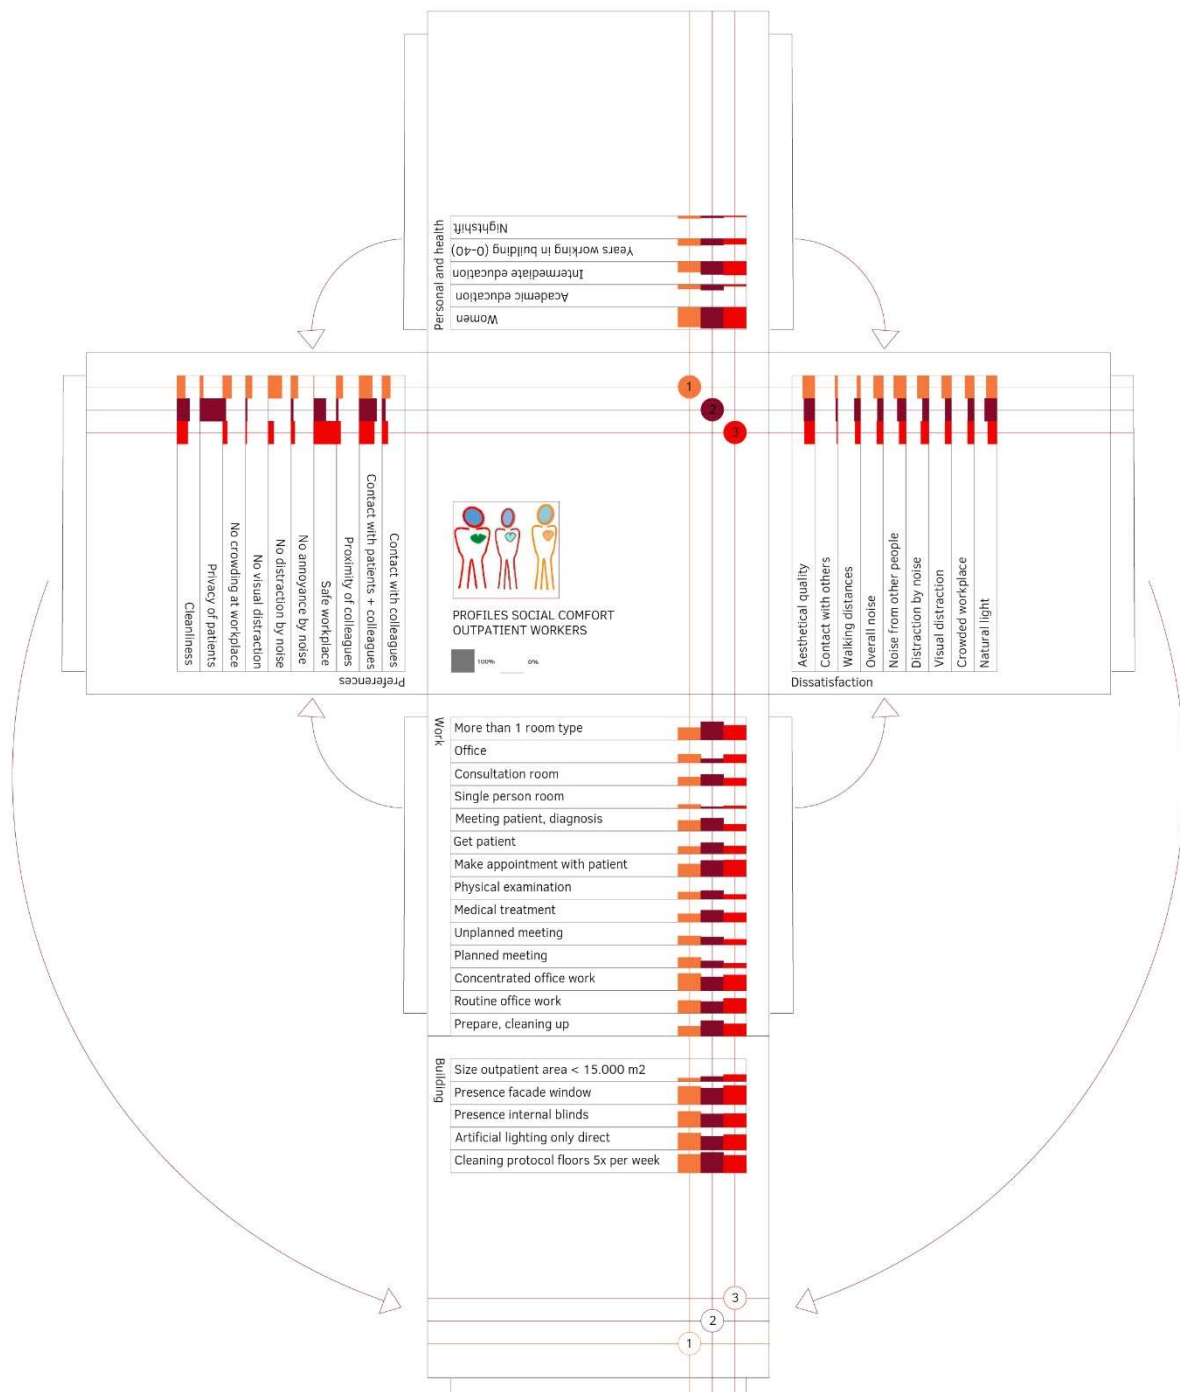 Personal and health
Nightshift
Years working in building (0-40)
Intermediate education
Academic education
Women
1
2
3
Cleanliness
Privacy of patients
No crowding at workplace
No visual distraction
No distraction by noise
No annoyance by noise
Safe workplace
Proximity of colleagues
Contact with patients + colleagues
Contact with colleagues
Preferences
PROFILES SOCIAL COMFORT
OUTPATIENT WORKERS
100%
0%
Aesthetical quality
Contact with others
Walking distances
Overall noise
Noise from other people
Distraction by noise
Visual distraction
Crowded workplace
Natural light
Dissatisfaction
Work
More than 1 room type
Office
Consultation room
Single person room
Meeting patient, diagnosis
Get patient
Make appointment with patient
Physical examination
Medical treatment
Unplanned meeting
Planned meeting
Concentrated office work
Routine office work
Prepare, cleaning up
Building
Size outpatient area < 15.000 m2
Presence facade window
Presence internal blinds
Artificial lighting only direct
Cleaning protocol floors 5x per week
3
2
1